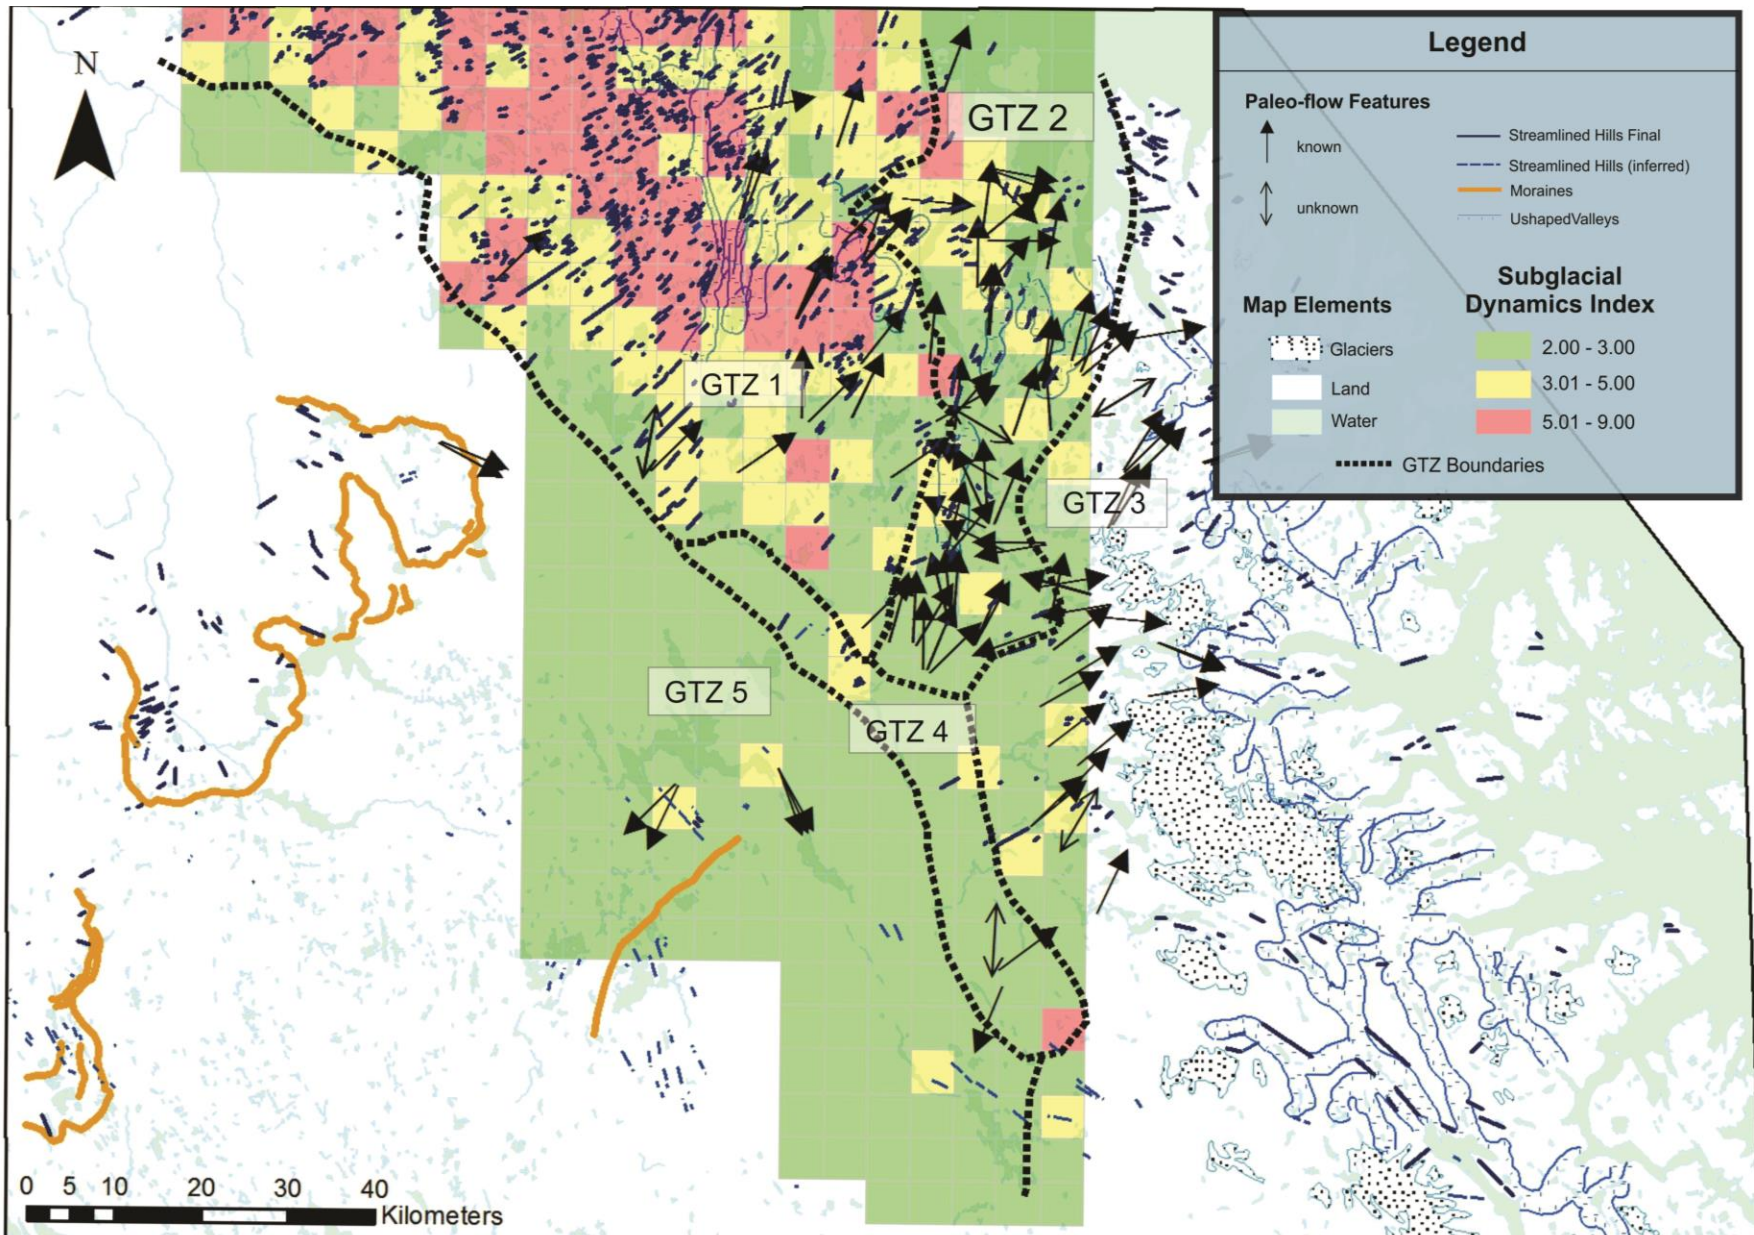 Legend
N
Paleo-flow Features
known
unknown
Streamlined Hills Final
Streamlined Hills (inferred)
Moraines
UshapedValleys
Map Elements
Glaciers
Land
Water
Subglacial
Dynamics Index
2.00 - 3.00
3.01 - 5.00
5.01 - 9.00
GTZ Boundaries
GTZ 2
GTZ 1
GTZ 3
GTZ 5
GTZ 4
0 5 10 20 30 40
Kilometers